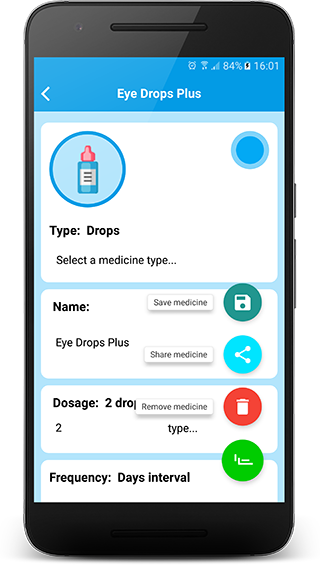 84% 16:01
Eye Drops Plus
Type: Drops
Select a medicine type...
Name:
Save medicine
Eye Drops Plus
Share medicine
Dosage: 2 drop
Remove medicine
2 type...
Frequency: Days interval